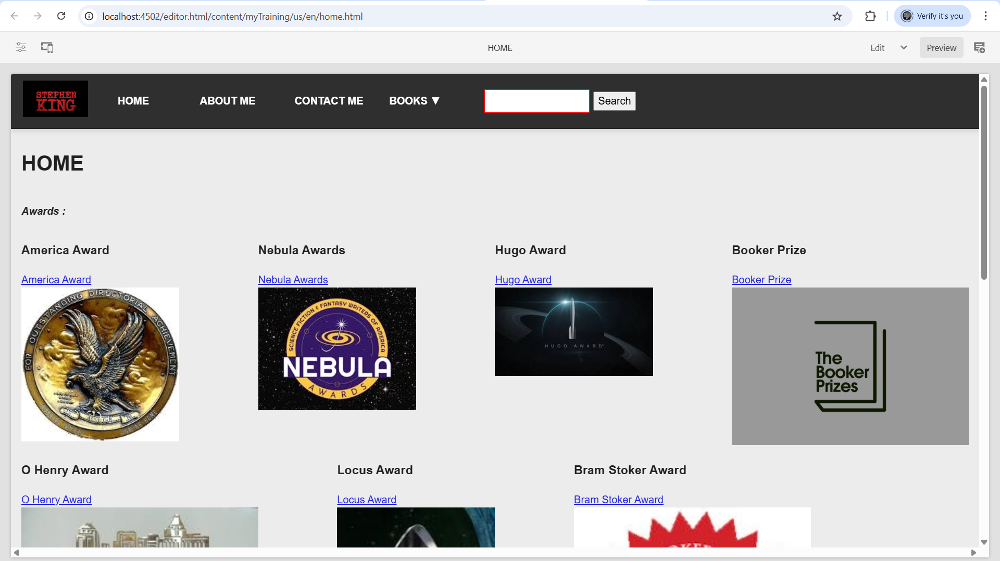 localhost:4502/editor.html/content/myTraining/us/en/home.html
Verify it's you
HOME
Edit
Preview
STEPHEN
KING
HOME
ABOUT ME
CONTACT ME
BOOKS ▼
Search
HOME
Awards :
America Award
Nebula Awards
Hugo Award
Booker Prize
America Award
Nebula Awards
Hugo Award
Booker Prize
FOR OUTSTANDING DIRECTORIAL ACHIEVEMENT
SCIENCE FICTION & FANTASY WRITERS OF AMERICA
NEBULA
AWARDS
HUGO AWARD
The
Booker
Prizes
O Henry Award
Locus Award
Bram Stoker Award
O Henry Award
Locus Award
Bram Stoker Award